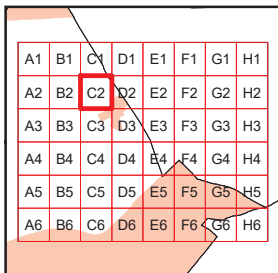 A1 B1 C1 D1 E1 F1 G1 H1
A2 B2 C2 D2 E2 F2 G2 H2
A3 B3 C3 D3 E3 F3 G3 H3
A4 B4 C4 D4 E4 F4 G4 H4
A5 B5 C5 D5 E5 F5 G5 H5
A6 B6 C6 D6 E6 F6 G6 H6